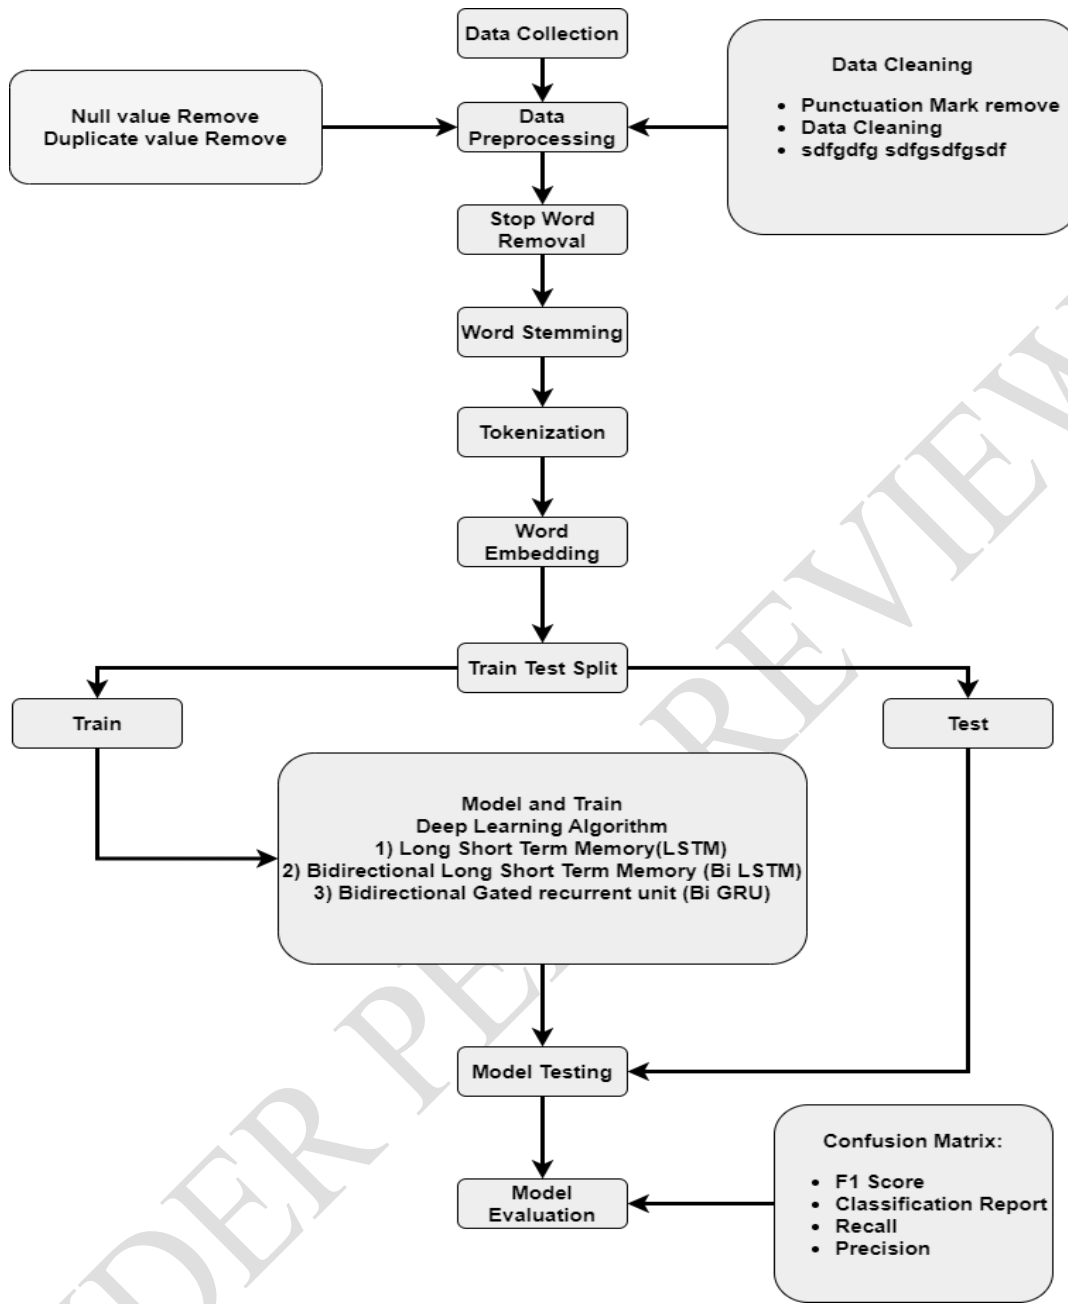 Data Collection
Data Cleaning
• Punctuation Mark remove
• Data Cleaning
• sdfgdfg sdfgsdfgsdf
Null value Remove
Duplicate value Remove
Data
Preprocessing
Stop Word
Removal
Word Stemming
Tokenization
Word
Embedding
Train Test Split
Train
Test
Model and Train
Deep Learning Algorithm
1) Long Short Term Memory(LSTM)
2) Bidirectional Long Short Term Memory (Bi LSTM)
3) Bidirectional Gated recurrent unit (Bi GRU)
Model Testing
Model
Evaluation
Confusion Matrix:
• F1 Score
• Classification Report
• Recall
• Precision
REVIEW